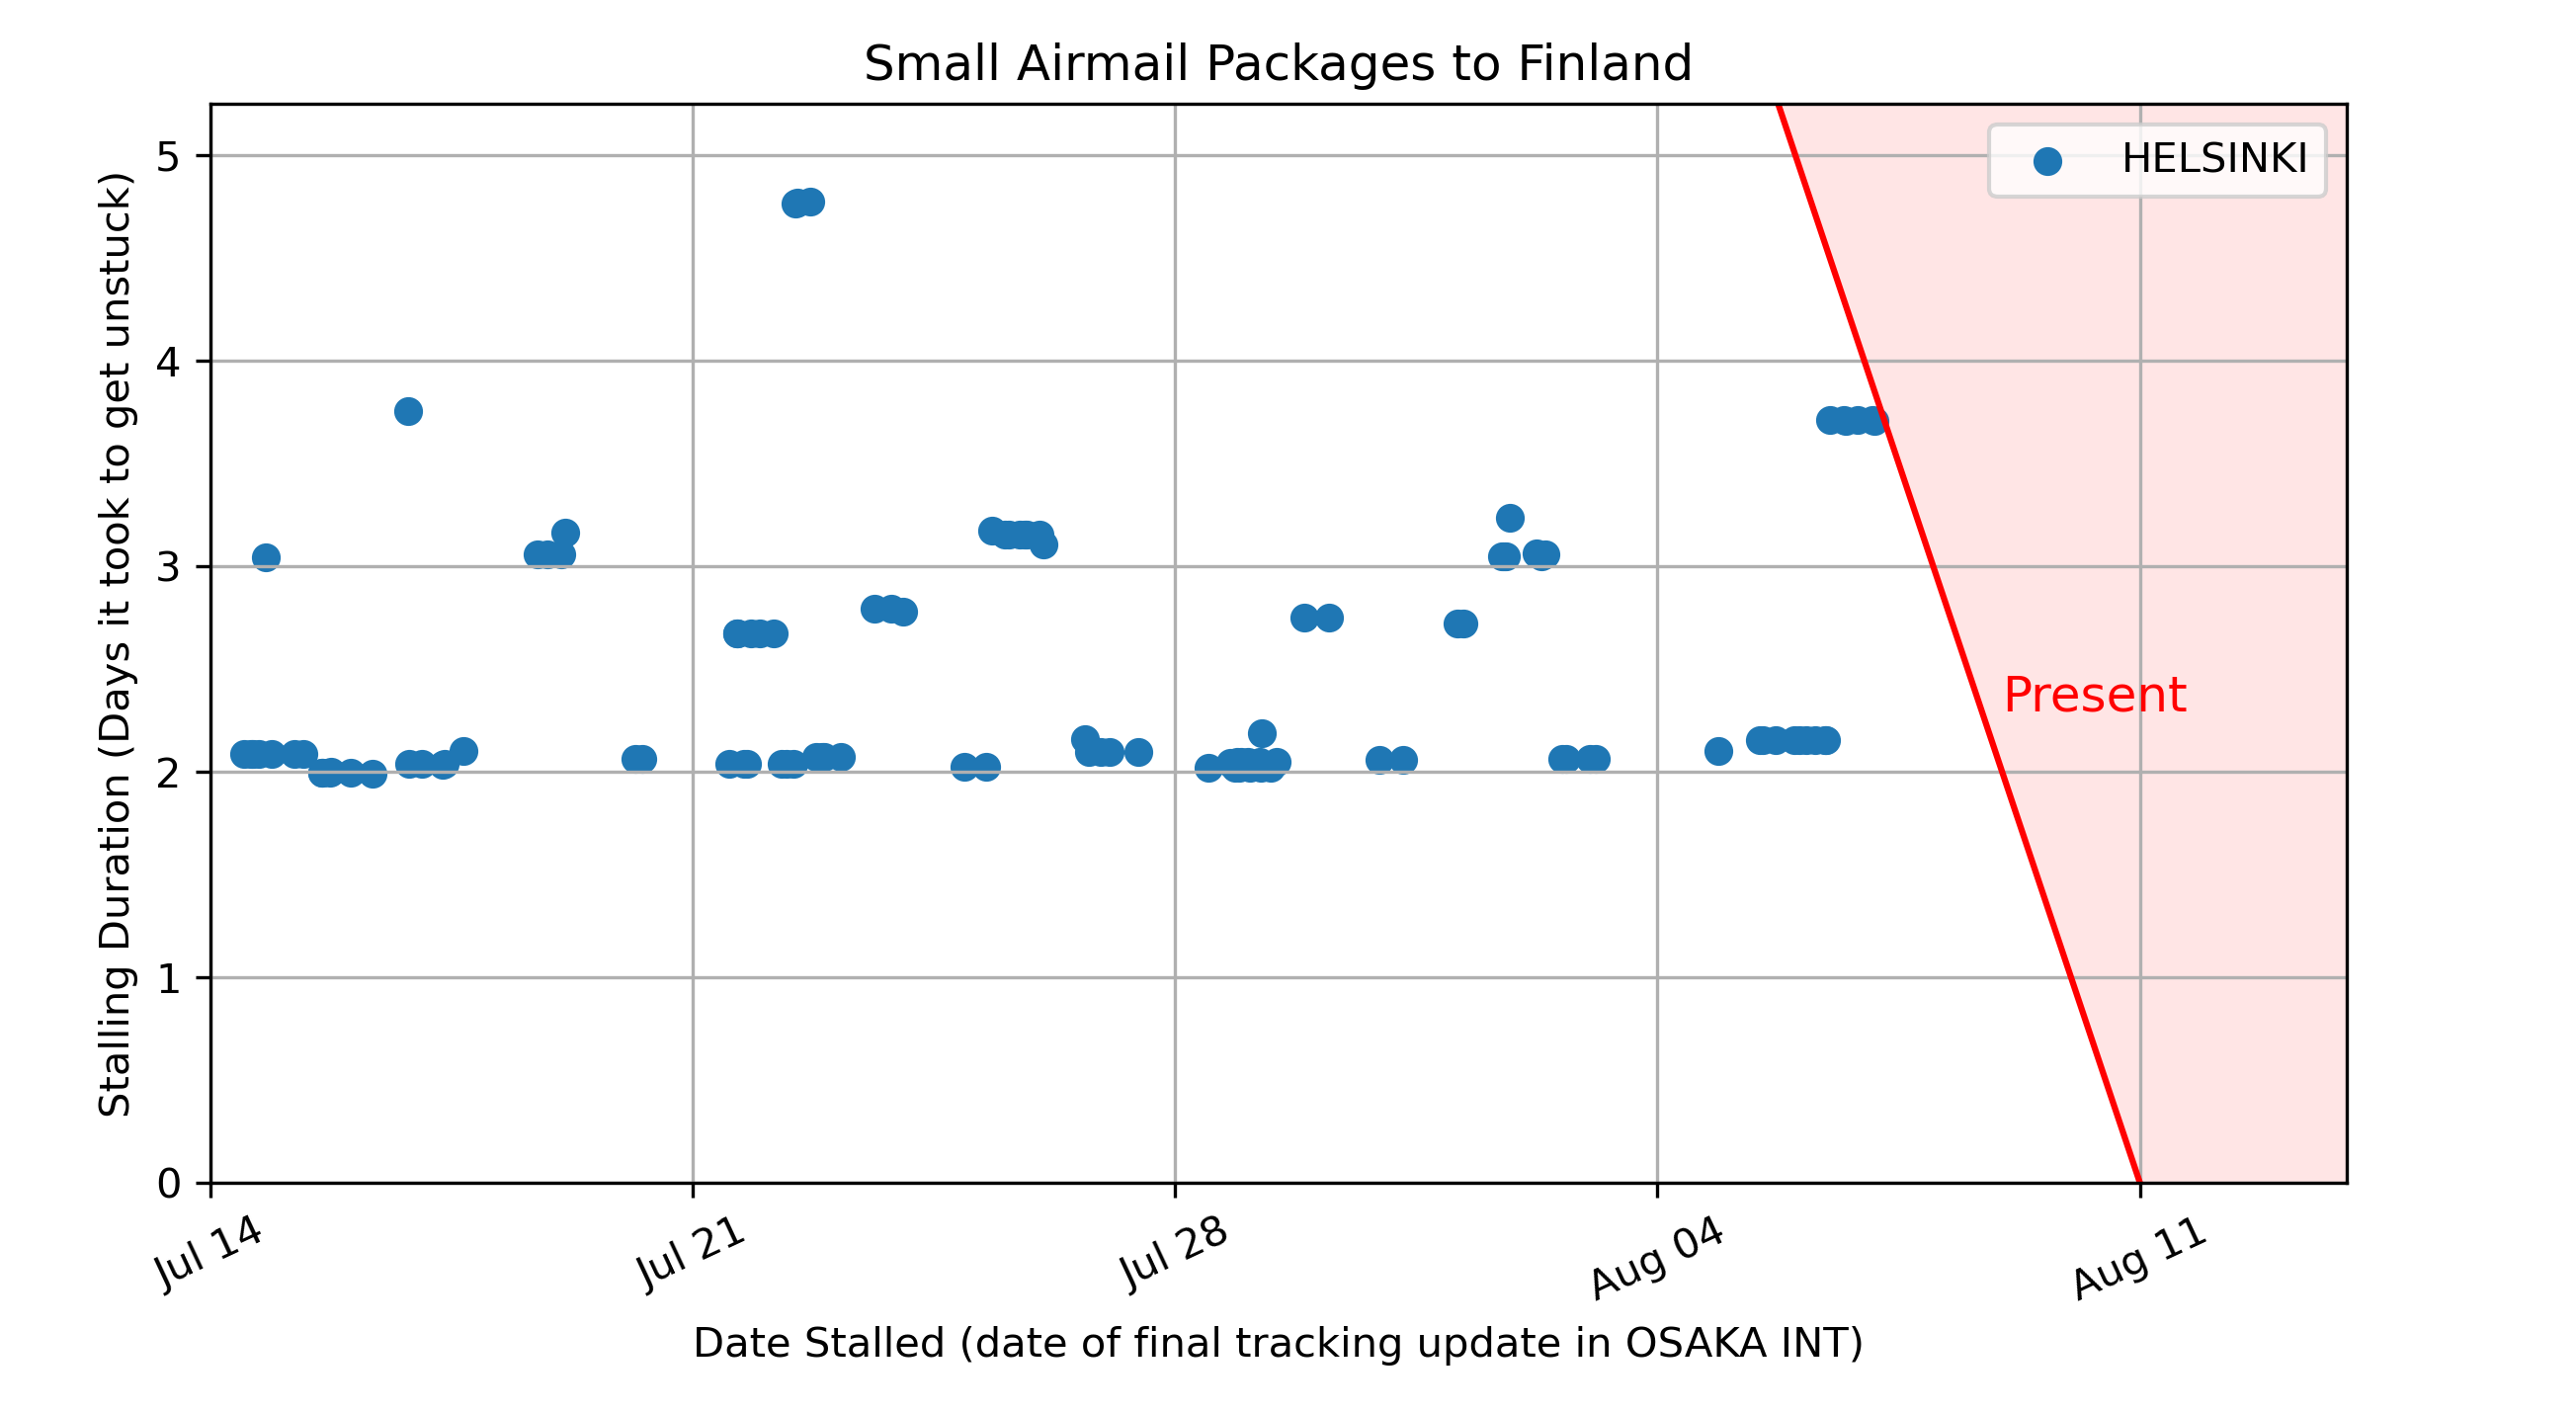 Small Airmail Packages to Finland
HELSINKI
Stalling Duration (Days it took to get unstuck)
5
4
3
2
1
0
Present
Jul 14
Jul 21
Jul 28
Aug 04
Aug 11
Date Stalled (date of final tracking update in OSAKA INT)